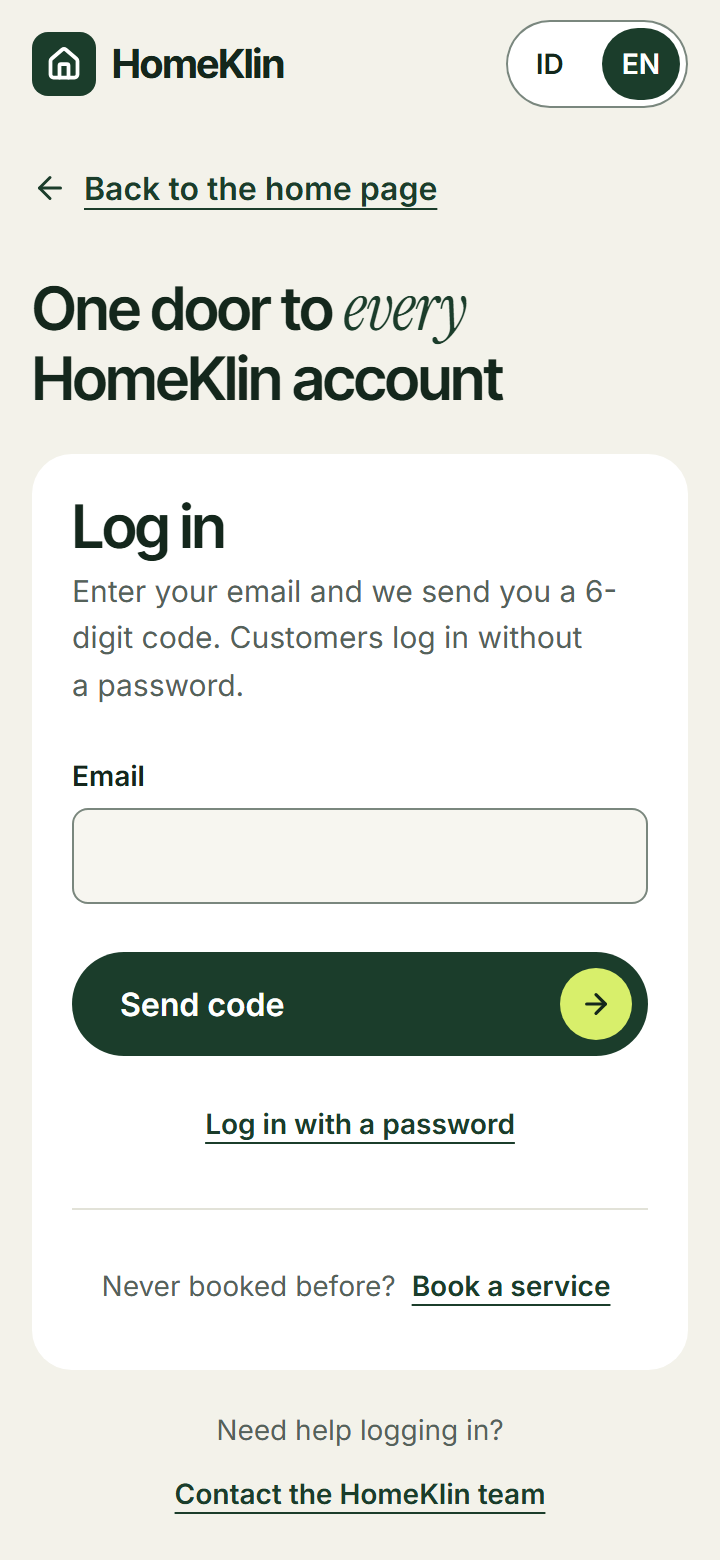 HomeKlin
ID EN
Back to the home page
One door to every
HomeKlin account
Log in
Enter your email and we send you a 6-
digit code. Customers log in without
a password.
Email
Send code
Log in with a password
Never booked before? Book a service
Need help logging in?
Contact the HomeKlin team